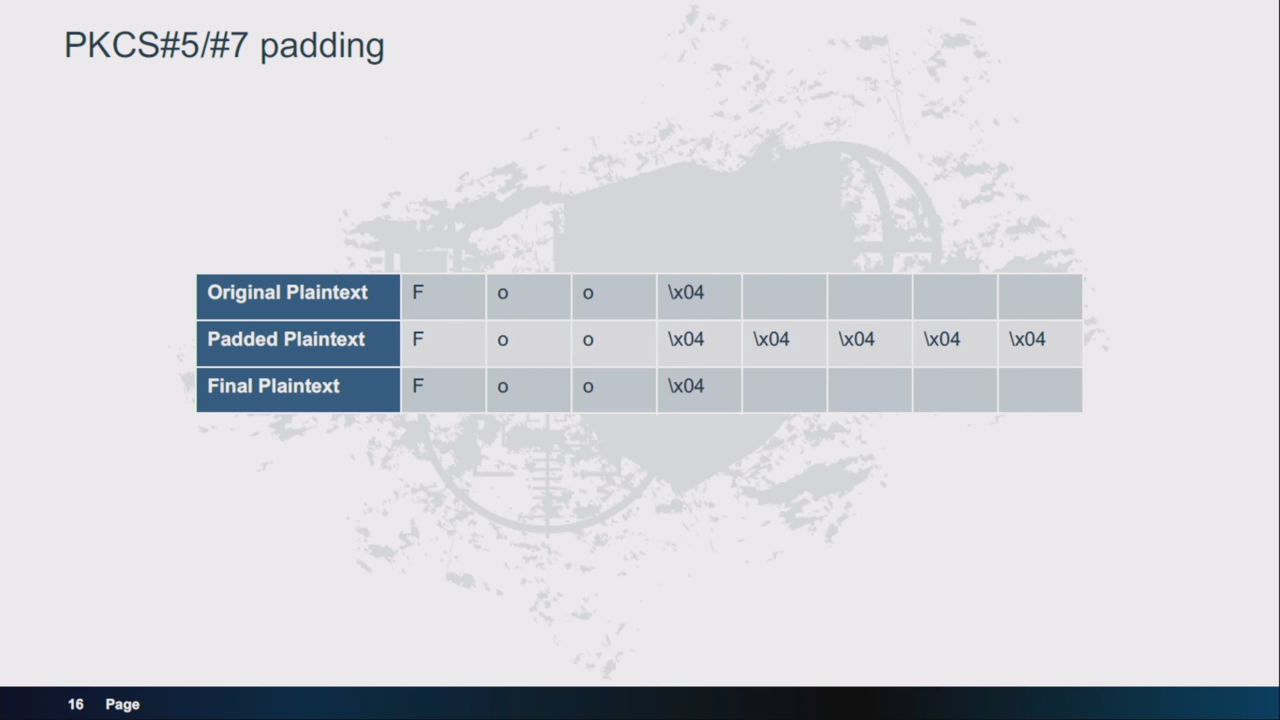 PKCS#5/#7 padding
Original Plaintext F o o \x04
Padded Plaintext F o o \x04 \x04 \x04 \x04 \x04
Final Plaintext F o o \x04
16 Page